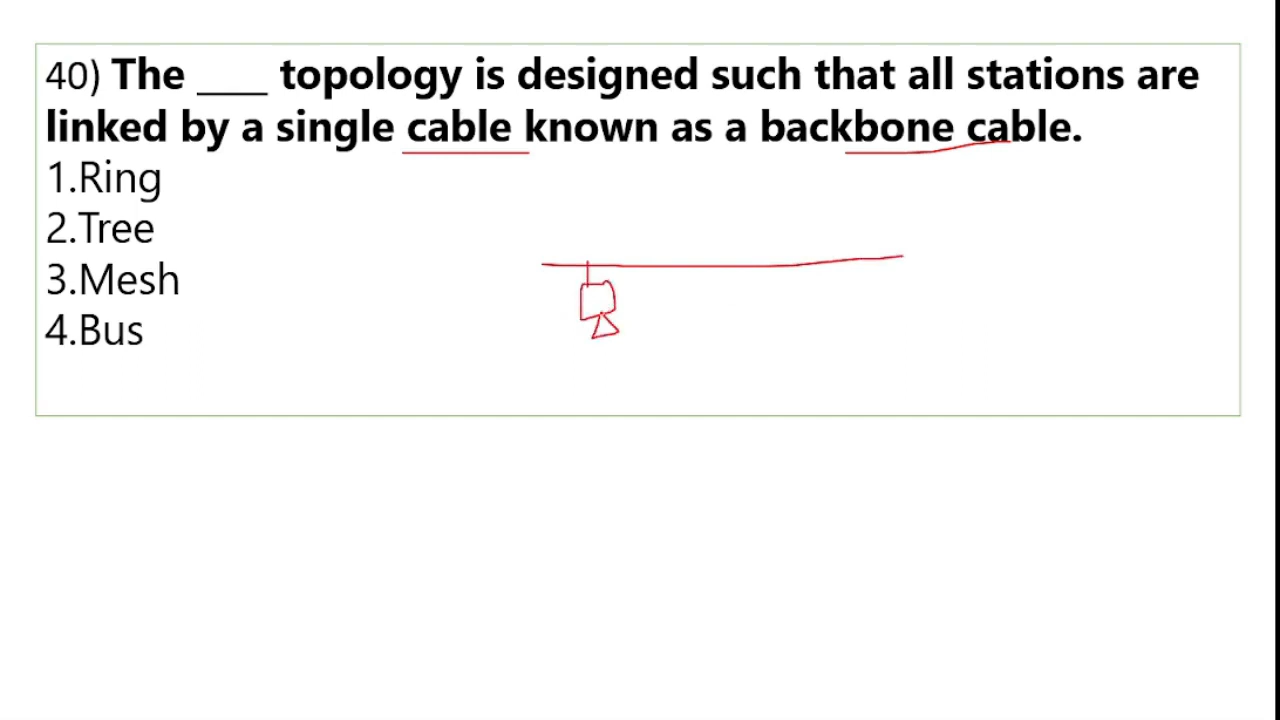 40) The ____ topology is designed such that all stations are
linked by a single cable known as a backbone cable.
1.Ring
2.Tree
3.Mesh
4.Bus